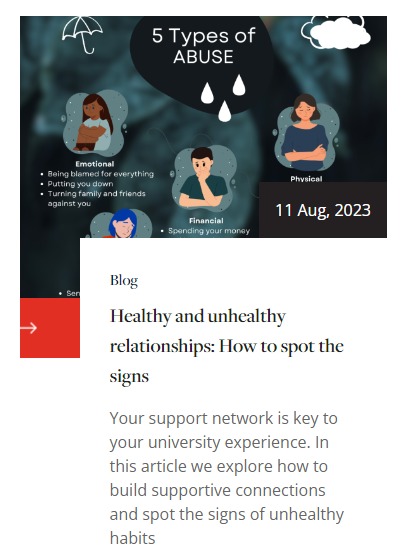 5 Types of
ABUSE
Emotional
• Being blamed for everything
• Putting you down
• Turning family and friends
against you
Physical
Financial
• Spending your money
11 Aug, 2023
• Sen
Blog
Healthy and unhealthy
relationships: How to spot the
signs
Your support network is key to
your university experience. In
this article we explore how to
build supportive connections
and spot the signs of unhealthy
habits